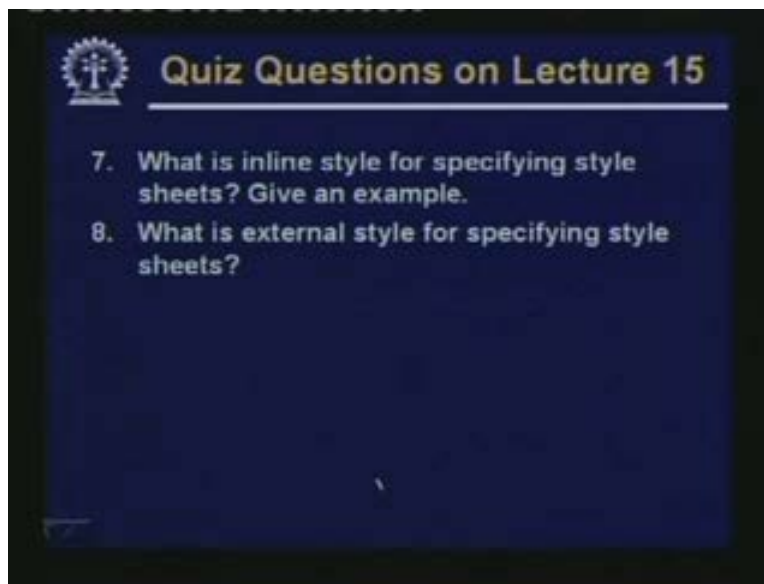 Quiz Questions on Lecture 15
7. What is inline style for specifying style
sheets? Give an example.
8. What is external style for specifying style
sheets?